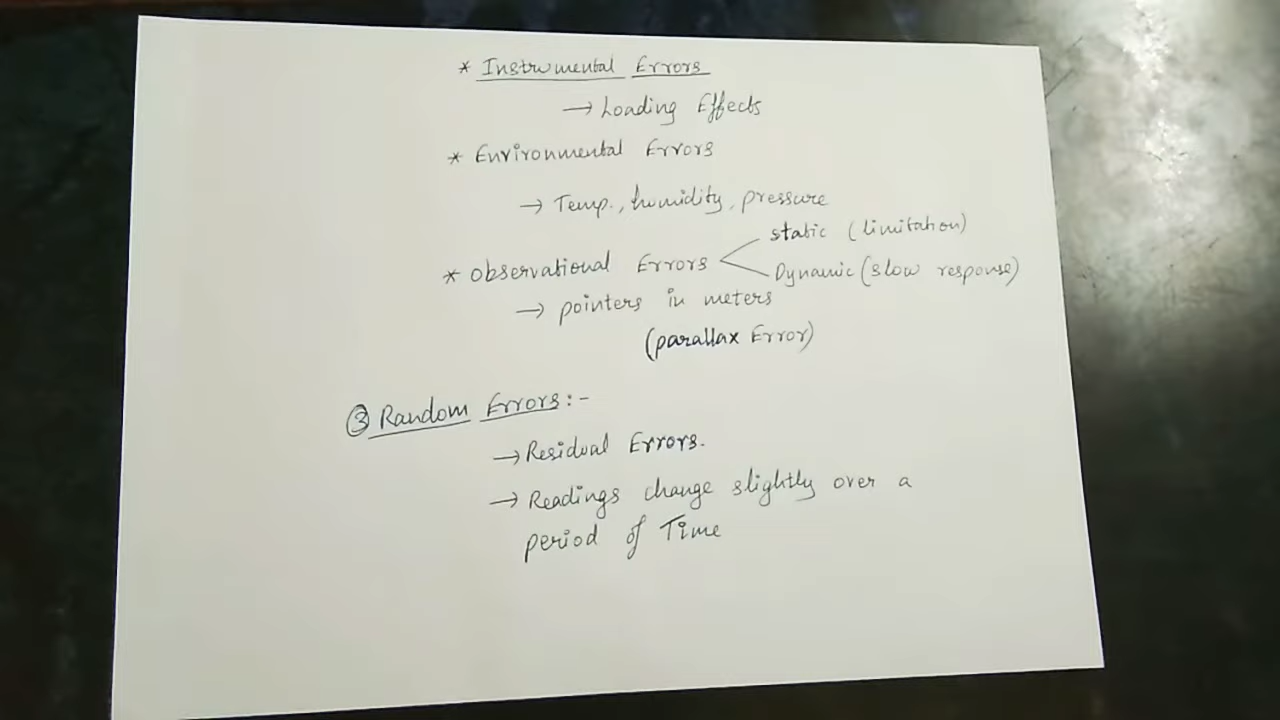 * Instrumental Errors
→ Loading Effects
* Environmental Errors
→ Temp., humidity, pressure
static (limitation)
* Observational Errors
Dynamic (slow response)
→ pointers in meters
(parallax Error)
③ Random Errors:-
→ Residual Errors.
→ Readings change slightly over a
period of Time